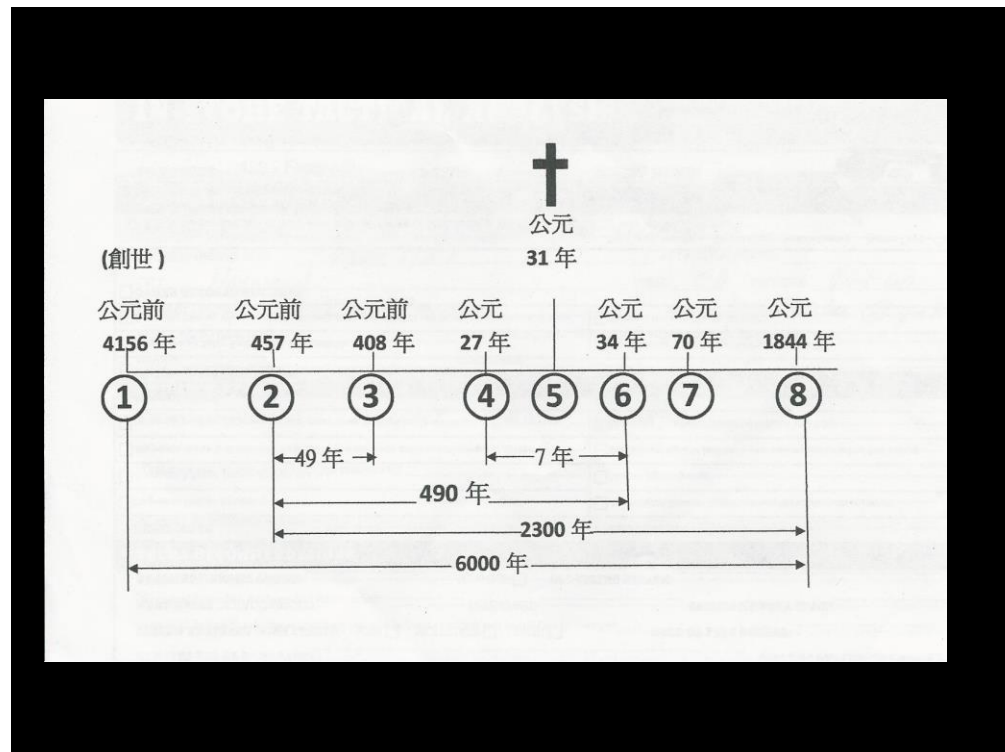 公元
31 年
(創世)
公元前 公元前 公元前 公元 公元 公元 公元
4156 年 457 年 408 年 27 年 34 年 70 年 1844 年
1 2 3 4 5 6 7 8
49 年 7 年
490 年
2300 年
6000 年